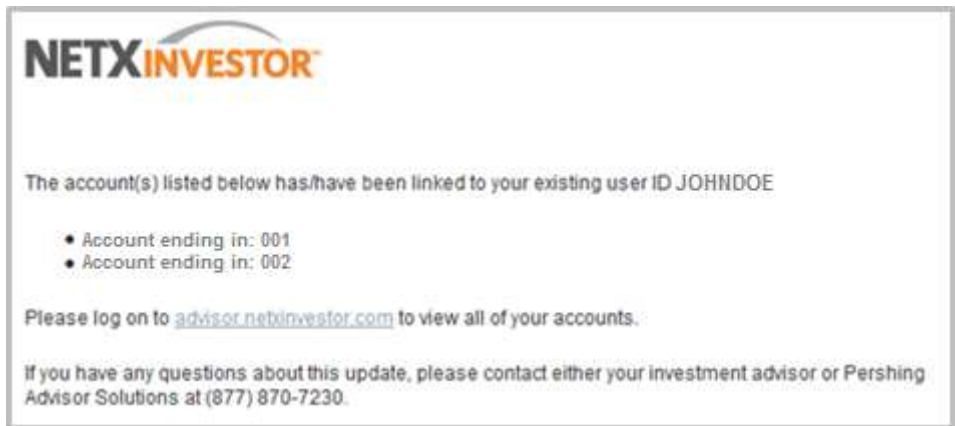 NETXINVESTOR™
The account(s) listed below has/have been linked to your existing user ID JOHNDOE
• Account ending in: 001
• Account ending in: 002
Please log on to advisor.netxinvestor.com to view all of your accounts.
If you have any questions about this update, please contact either your investment advisor or Pershing
Advisor Solutions at (877) 870-7230.